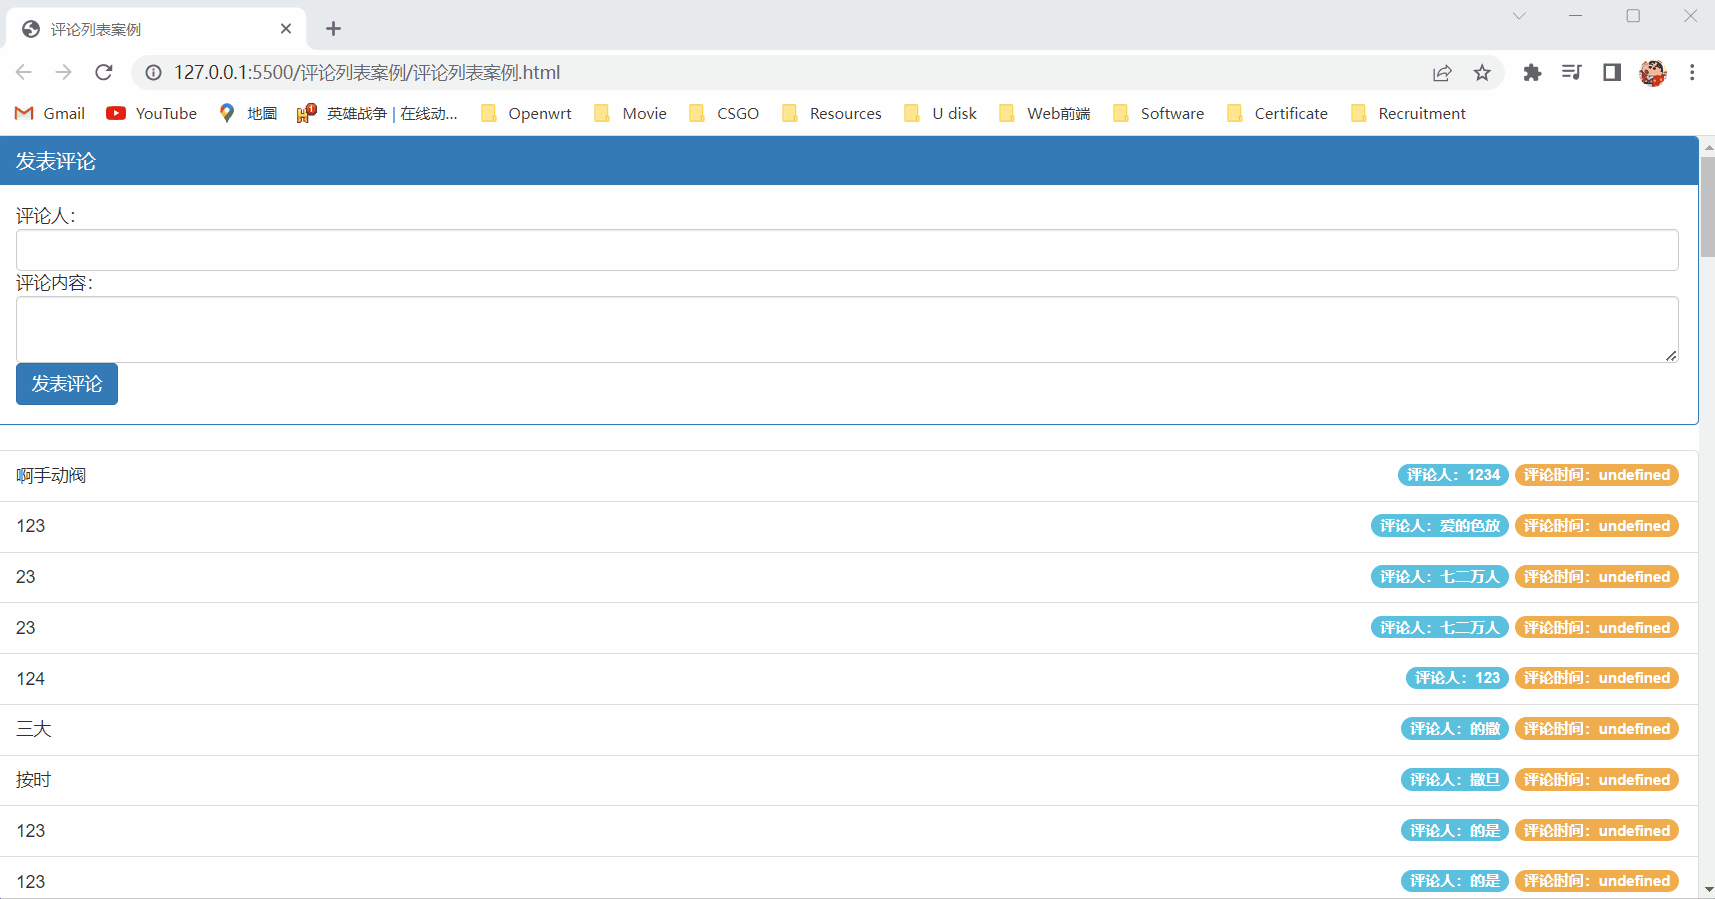 评论列表案例
127.0.0.1:5500/评论列表案例/评论列表案例.html
Gmail YouTube 地圖 英雄战争 | 在线动... Openwrt Movie CSGO Resources U disk Web前端 Software Certificate Recruitment
发表评论
评论人：
评论内容：
发表评论
啊手动阀 评论人：1234 评论时间：undefined
123 评论人：爱的色放 评论时间：undefined
23 评论人：七二万人 评论时间：undefined
23 评论人：七二万人 评论时间：undefined
124 评论人：123 评论时间：undefined
三大 评论人：的撒 评论时间：undefined
按时 评论人：撒旦 评论时间：undefined
123 评论人：的是 评论时间：undefined
123 评论人：的是 评论时间：undefined